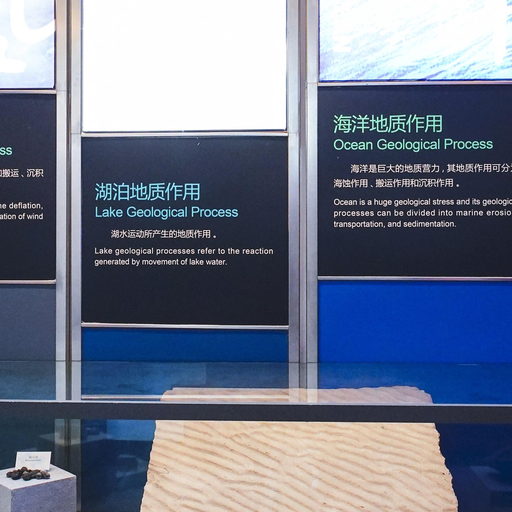 搬运、沉积
deflation,
ation of wind
湖泊地质作用
Lake Geological Process
湖水运动所产生的地质作用。
Lake geological processes refer to the reaction
generated by movement of lake water.
海洋地质作用
Ocean Geological Process
海洋是巨大的地质营力，其地质作用可分
海蚀作用、搬运作用和沉积作用。
Ocean is a huge geological stress and its geologic
processes can be divided into marine erosio
transportation, and sedimentation.